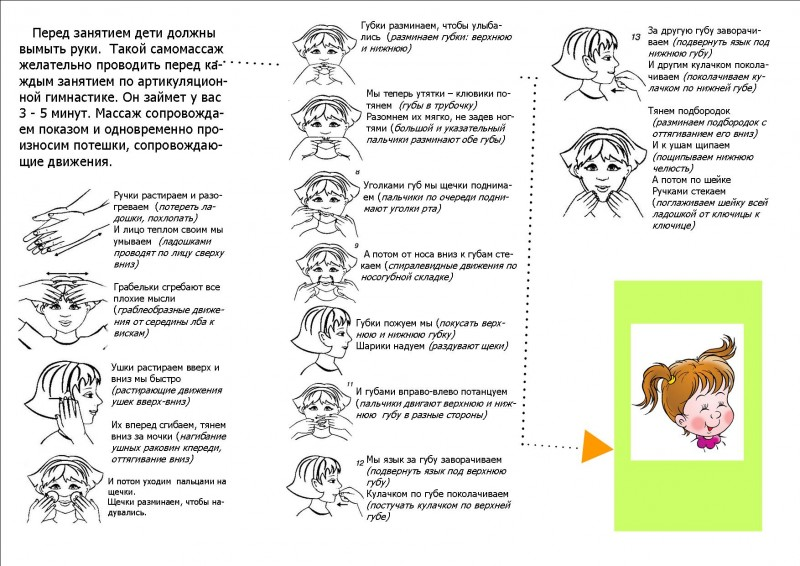 Перед занятием дети должны
вымыть руки. Такой самомассаж
желательно проводить перед ка-
ждым занятием по артикуляцион-
ной гимнастике. Он займет у вас
3 - 5 минут. Массаж сопровожда-
ем показом и одновременно про-
износим потешки, сопровождаю-
щие движения.
Ручки растираем и разо-
греваем (потереть ла-
дошки, похлопать)
И лицо теплом своим мы
умываем (ладошками
проводят по лицу сверху
вниз)
Грабельки сгребают все
плохие мысли
(граблеобразные движе-
ния от середины лба к
вискам)
Ушки растираем вверх и
вниз мы быстро
(растирающие движения
ушек вверх-вниз)
Их вперед сгибаем, тянем
вниз за мочки (нагибание
ушных раковин кпереди,
оттягивание вниз)
И потом уходим пальцами на
щечки.
Щечки разминаем, чтобы на-
дувались.
Губки разминаем, чтобы улыба-
лись (разминаем губки: верхнюю
и нижнюю)
Мы теперь утятки – клювики по-
тянем (губы в трубочку)
Разомнем их мягко, не задев ног-
тями (большой и указательный
пальчики разминают обе губы)
8
Уголками губ мы щечки поднима-
ем (пальчики по очереди подни-
мают уголки рта)
9
А потом от носа вниз к губам сте-
каем (спиралевидные движения по
носогубной складке)
Губки пожуем мы (покусать верх-
нюю и нижнюю губку)
Шарики надуем (раздувают щеки)
11
И губами вправо-влево потанцуем
(пальчики двигают верхнюю и ниж-
нюю губу в разные стороны)
12
Мы язык за губу заворачиваем
(подвернуть язык под верхнюю
губу)
Кулачком по губе поколачиваем
(постучать кулачком по верхней
губе)
13
За другую губу заворачи-
ваем (подвернуть язык под
нижнюю губу)
И другим кулачком покола-
чиваем (поколачиваем ку-
лачком по нижней губе)
Тянем подбородок
(разминаем подбородок с
оттягиванием его вниз)
И к ушам щипаем
(пощипываем нижнюю
челюсть)
А потом по шейке
Ручками стекаем
(поглаживаем шейку всей
ладошкой от ключицы к
ключице)